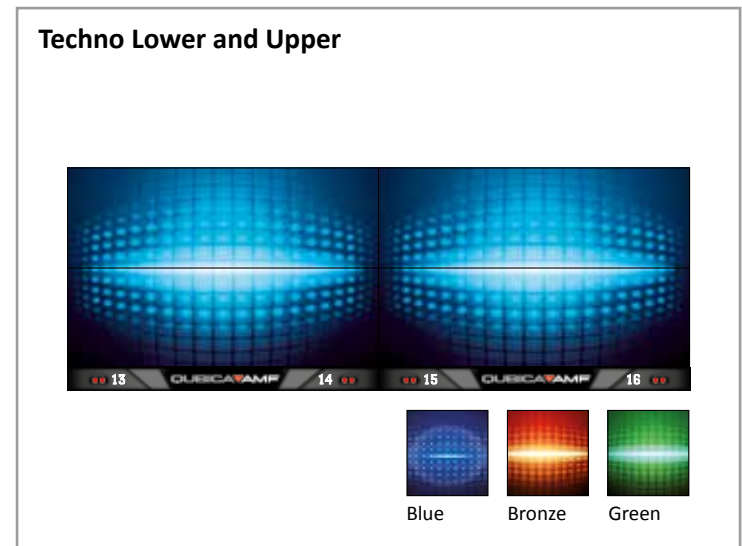 Techno Lower and Upper
13 QUBICA AMF 14 15 QUBICA AMF 16
Blue Bronze Green